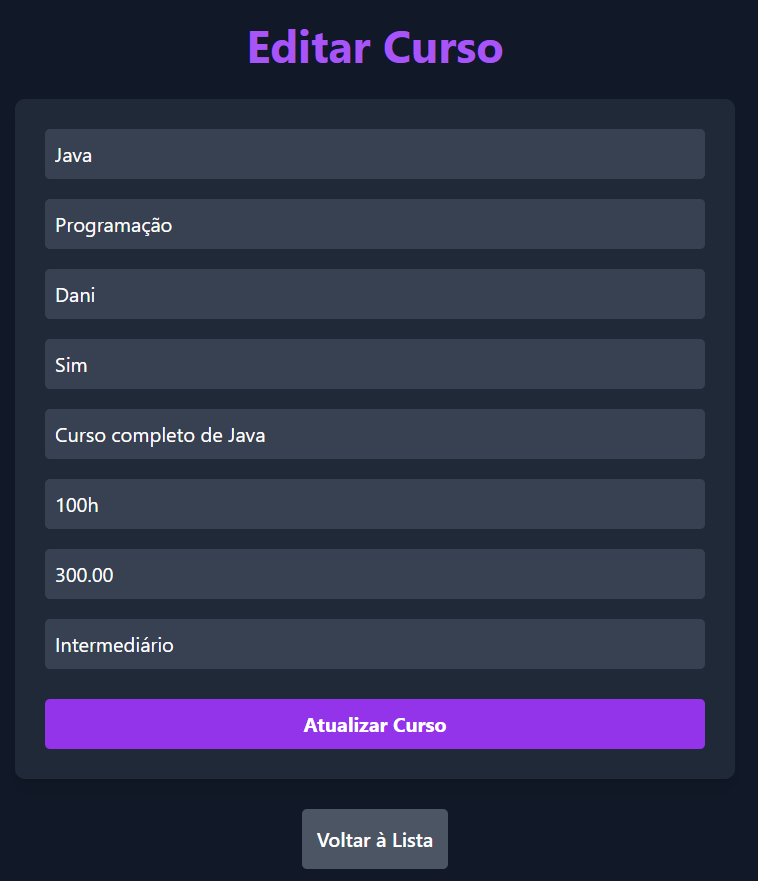 Editar Curso
Java
Programação
Dani
Sim
Curso completo de Java
100h
300.00
Intermediário
Atualizar Curso
Voltar à Lista